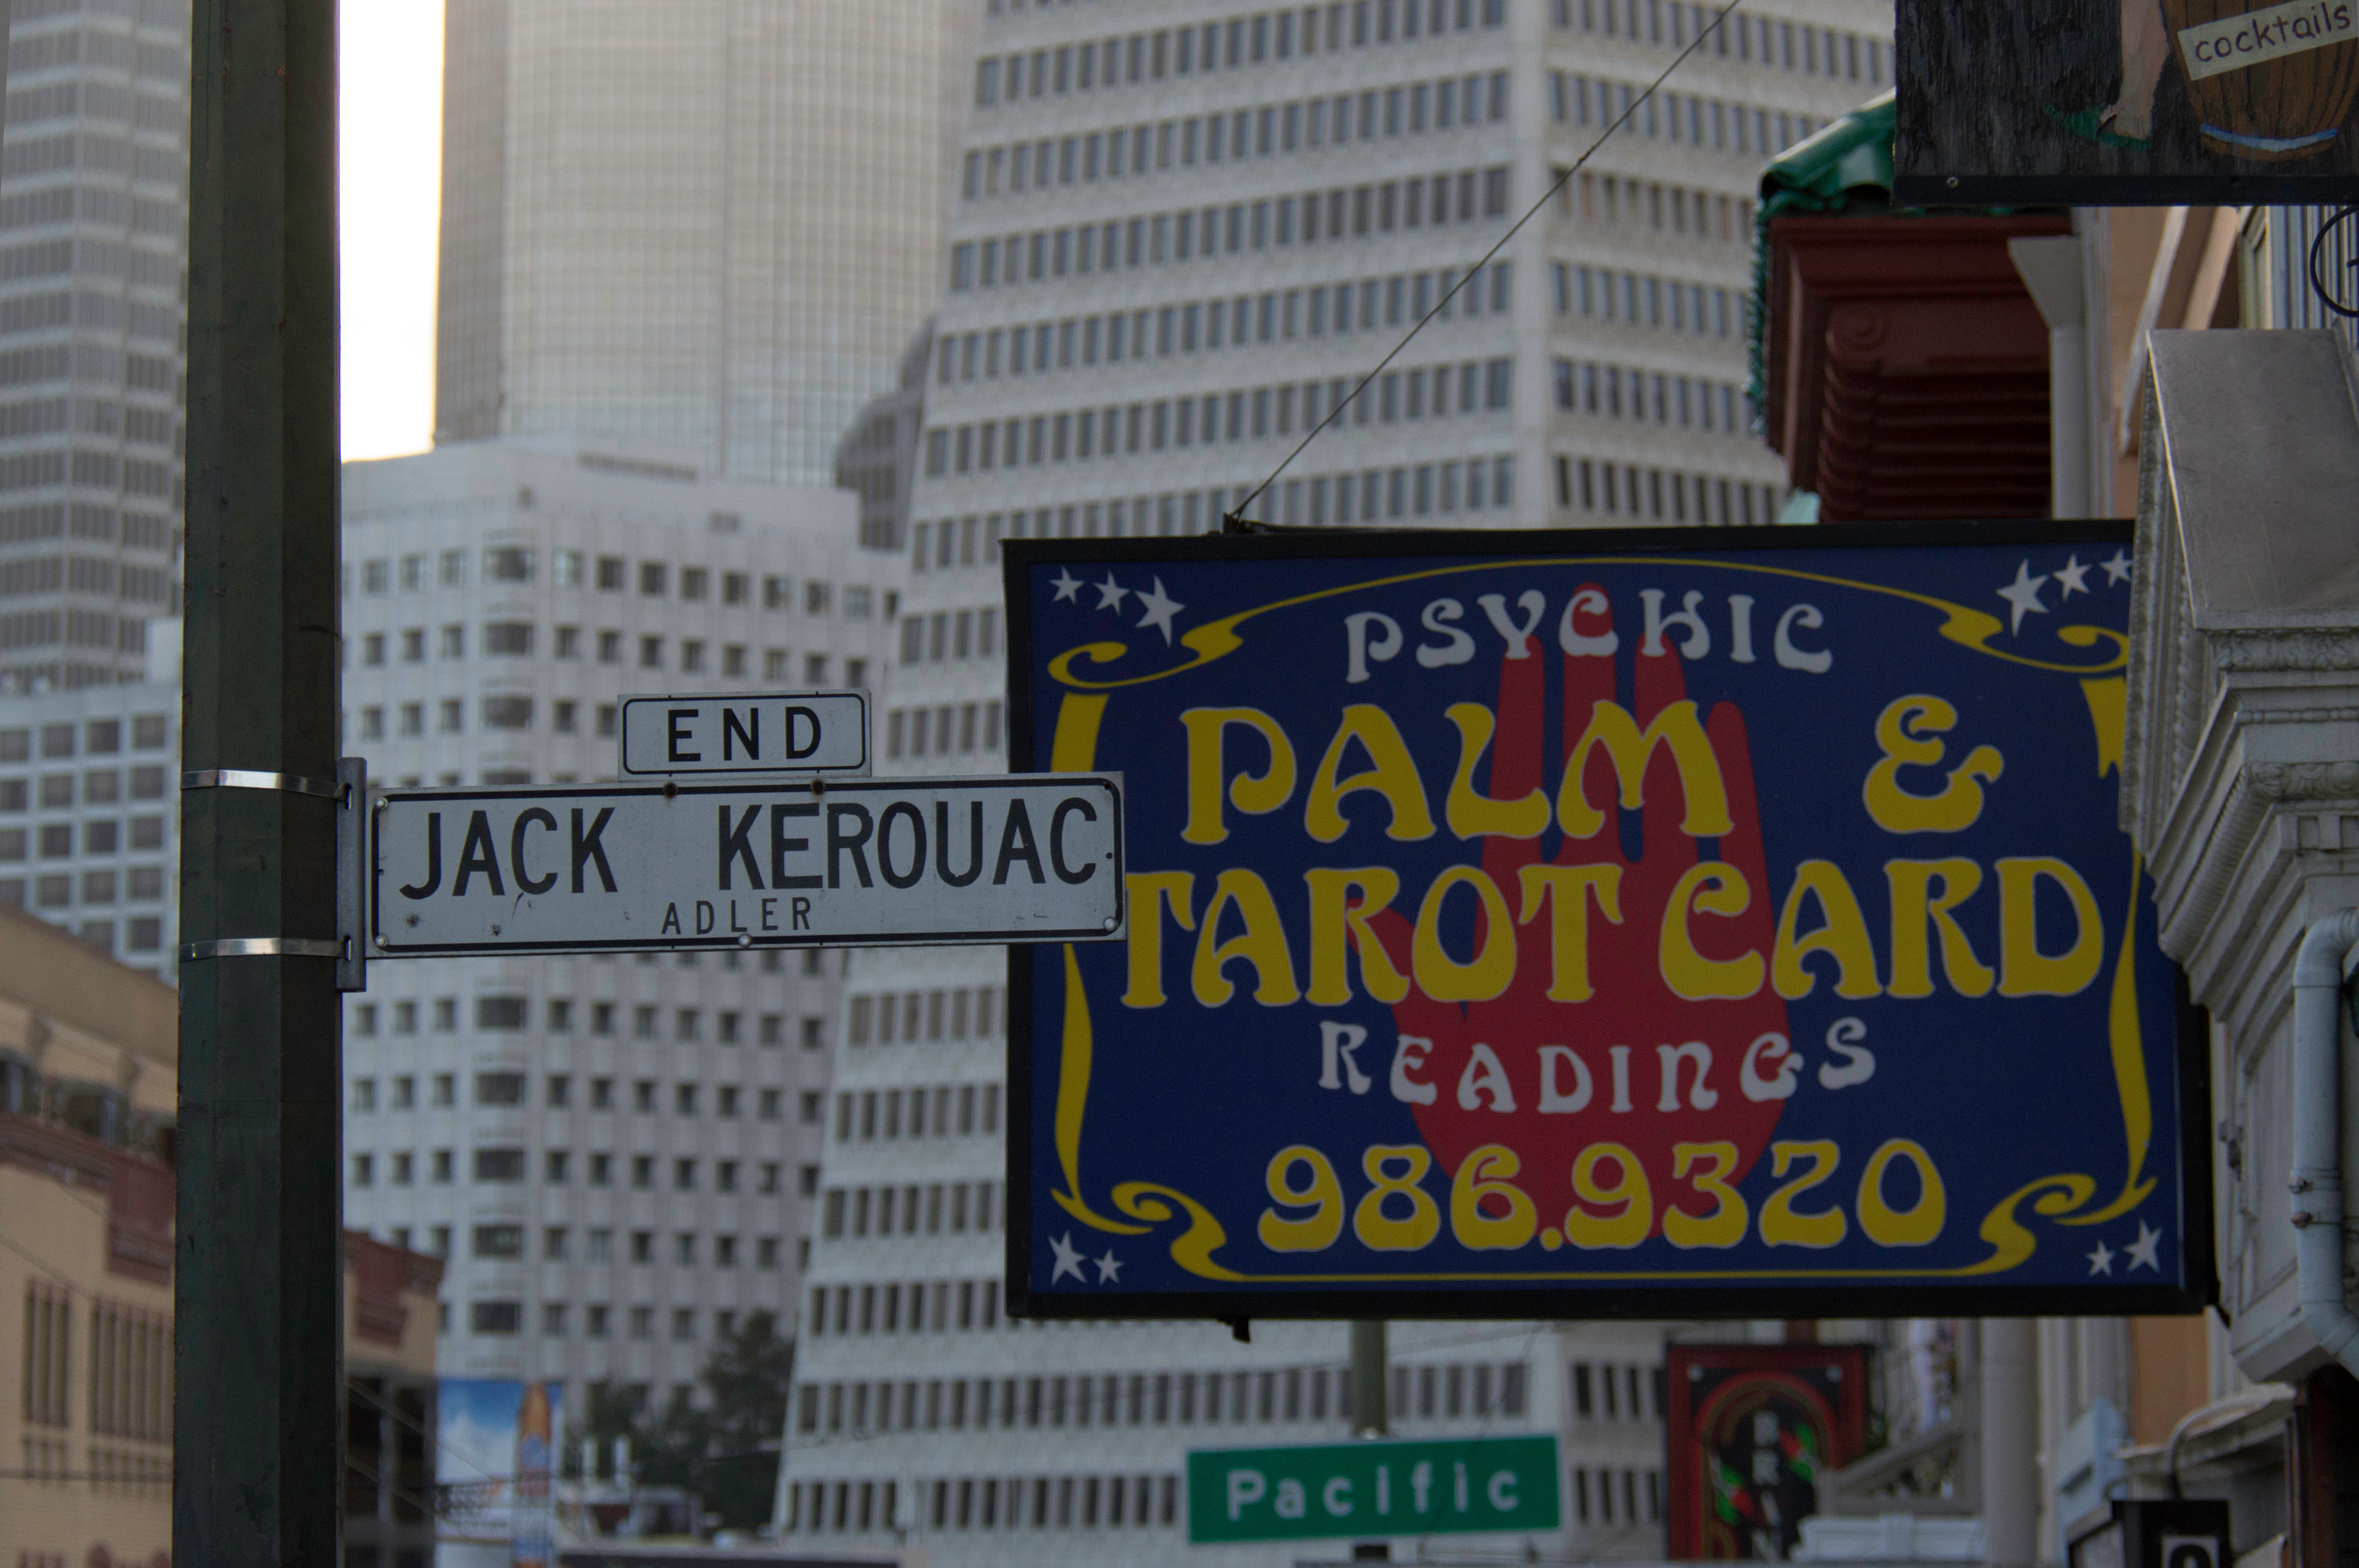 cocktails
END
JACK KEROUAC
ADLER
PSYCHIC
PALM &
TAROT CARD
READINGS
986.9320
Pacific